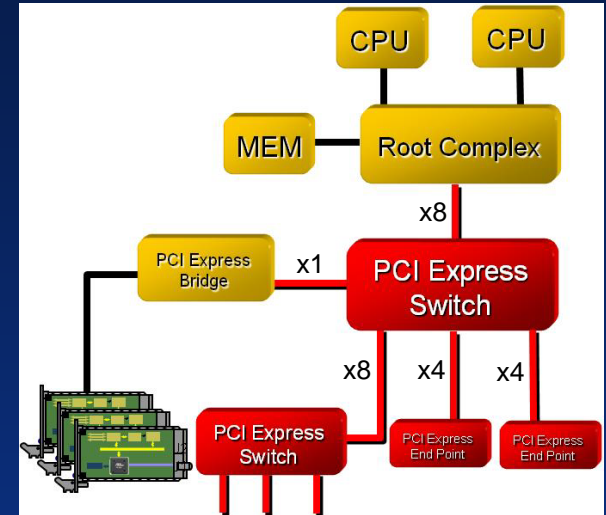 CPU
CPU
MEM
Root Complex
x8
PCI Express
Bridge
x1
PCI Express
Switch
x8
x4
x4
PCI Express
Switch
PCI Express
End Point
PCI Express
End Point